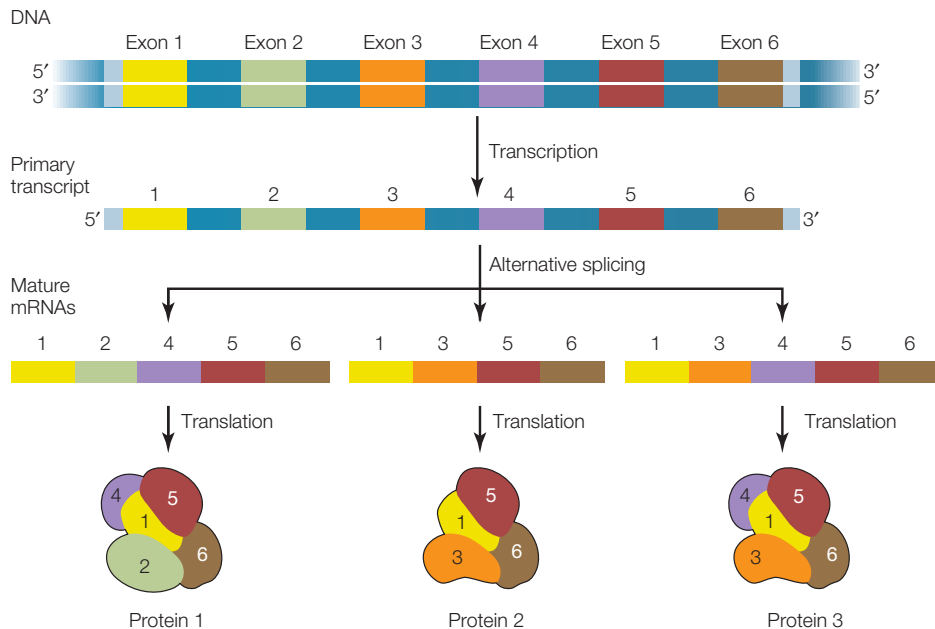 DNA
Exon 1 Exon 2 Exon 3 Exon 4 Exon 5 Exon 6
5′ 3′
3′ 5′
Transcription
Primary
transcript
1 2 3 4 5 6
5′ 3′
Alternative splicing
Mature
mRNAs
1 2 4 5 6 1 3 5 6 1 3 4 5 6
Translation Translation Translation
4 5 1 6 2
5 1 6 3
4 5 1 6 3
Protein 1 Protein 2 Protein 3